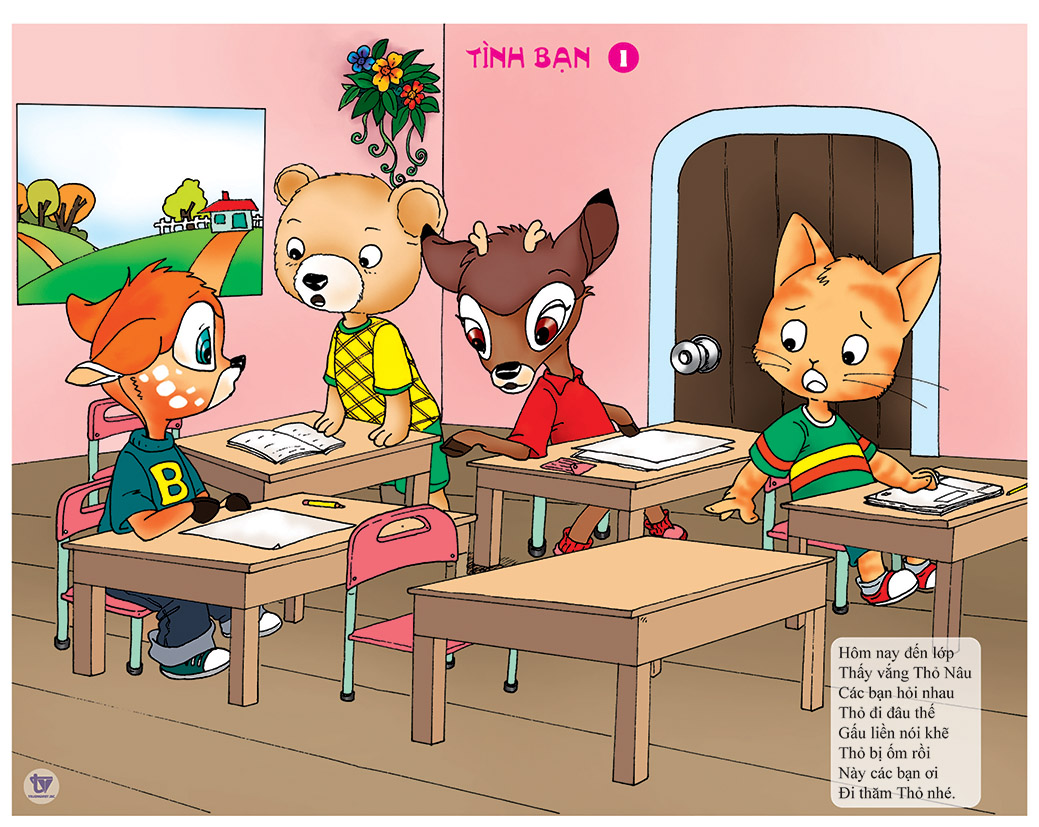 TÌNH BẠN 1
B
Hôm nay đến lớp
Thấy vắng Thỏ Nâu
Các bạn hỏi nhau
Thỏ đi đâu thế
Gấu liền nói khẽ
Thỏ bị ốm rồi
Này các bạn ơi
Đi thăm Thỏ nhé.
tv